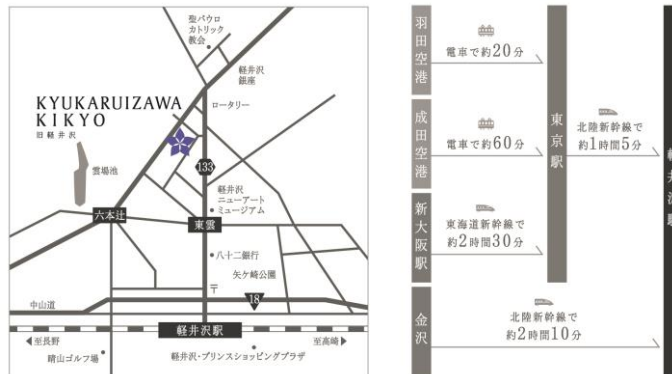 聖パウロ
カトリック
教会
軽井沢
銀座
KYUKARUIZAWA
KIKYO
旧軽井沢
ロータリー
133
雲場池
軽井沢
ニューアート
ミュージアム
六本辻
東雲
八十二銀行
矢ケ崎公園
〒
18
中山道
軽井沢駅
至長野
至高崎
晴山ゴルフ場
軽井沢・プリンスショッピングプラザ
羽田空港
電車で約20分
成田空港
電車で約60分
新大阪駅
東海道新幹線で
約2時間30分
東京駅
北陸新幹線で
約1時間5分
金沢
北陸新幹線で
約2時間10分
軽井沢駅